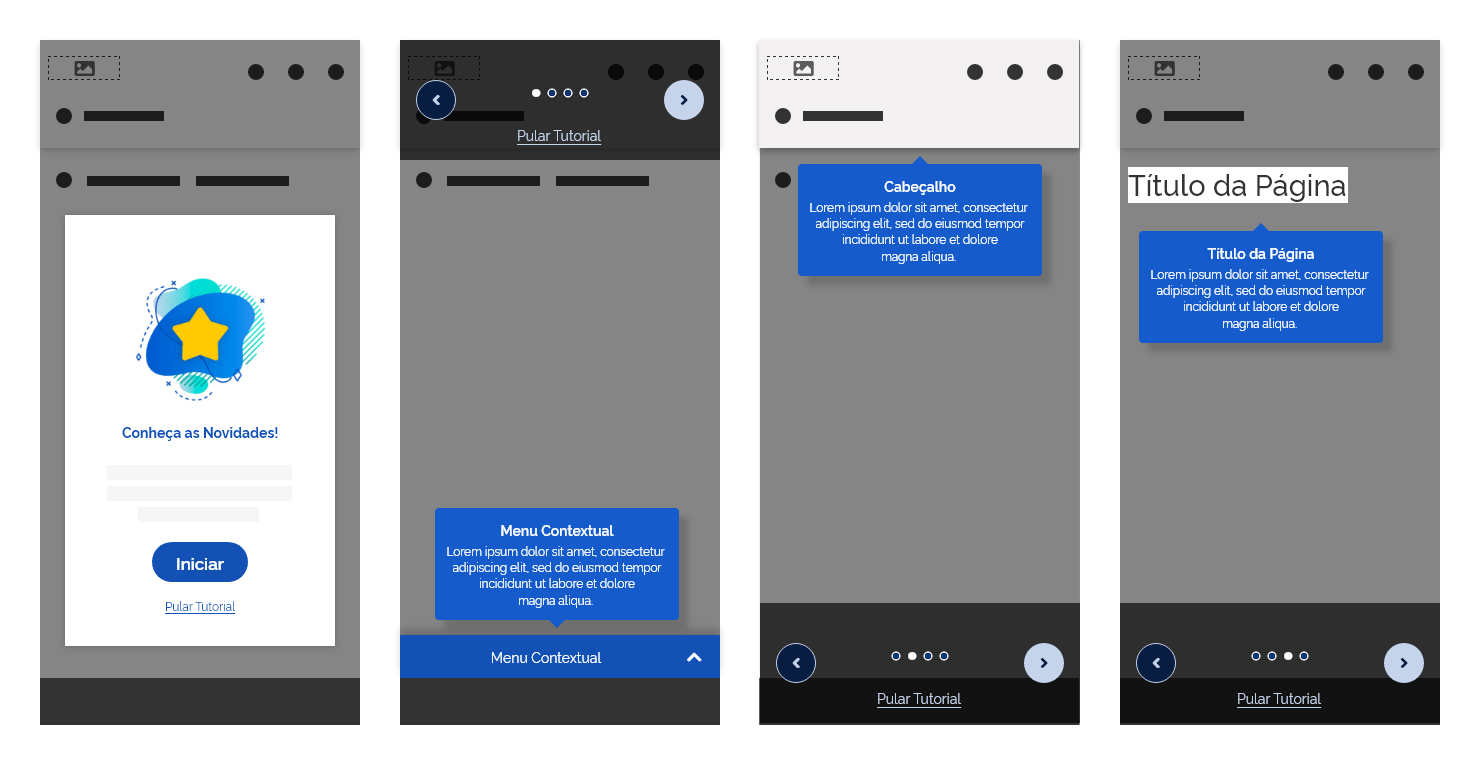 Conheça as Novidades!
Iniciar
Pular Tutorial
Pular Tutorial
Menu Contextual
Lorem ipsum dolor sit amet, consectetur
adipiscing elit, sed do eiusmod tempor
incididunt ut labore et dolore
magna aliqua.
Menu Contextual
Cabeçalho
Lorem ipsum dolor sit amet, consectetur
adipiscing elit, sed do eiusmod tempor
incididunt ut labore et dolore
magna aliqua.
Pular Tutorial
Título da Página
Título da Página
Lorem ipsum dolor sit amet, consectetur
adipiscing elit, sed do eiusmod tempor
incididunt ut labore et dolore
magna aliqua.
Pular Tutorial